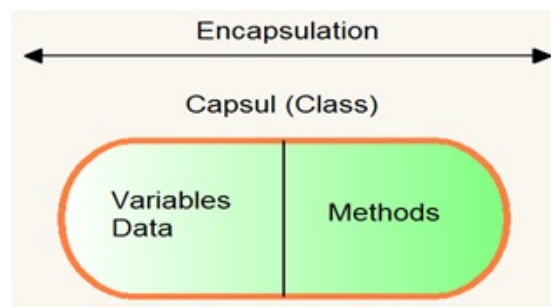 Encapsulation
Capsul (Class)
Variables
Data
Methods